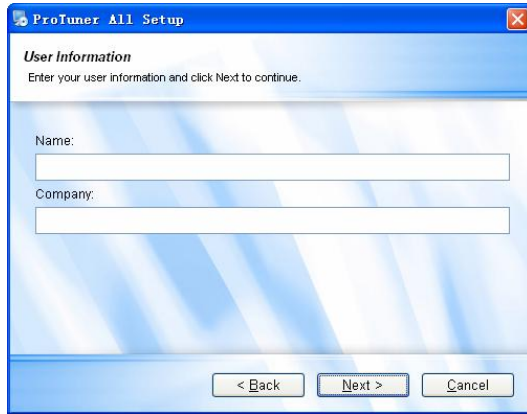 ProTuner All Setup
User Information
Enter your user information and click Next to continue.
Name:
Company:
< Back
Next >
Cancel